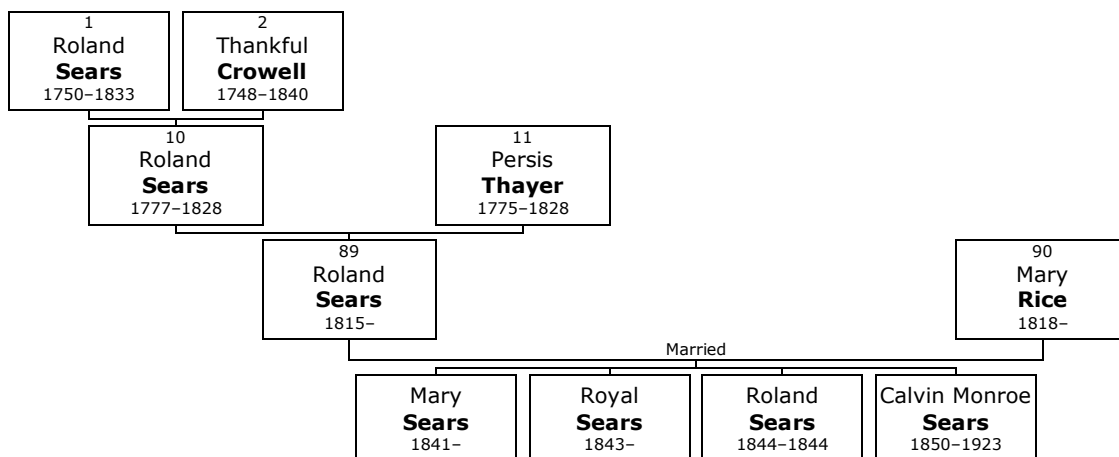 1
Roland
Sears
1750–1833
2
Thankful
Crowell
1748–1840
10
Roland
Sears
1777–1828
11
Persis
Thayer
1775–1828
89
Roland
Sears
1815–
90
Mary
Rice
1818–
Married
Mary
Sears
1841–
Royal
Sears
1843–
Roland
Sears
1844–1844
Calvin Monroe
Sears
1850–1923